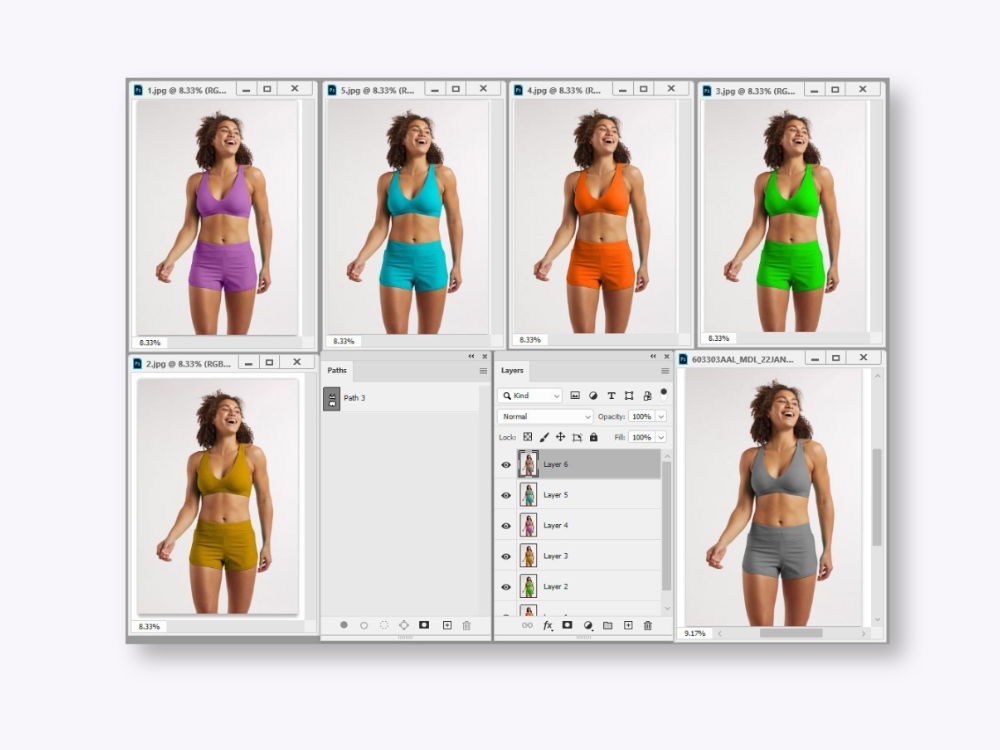 1.jpg @ 8.33% (RG...
5.jpg @ 8.33% (R...
4.jpg @ 8.33% (R...
3.jpg @ 8.33% (RG...
8.33%
8.33%
8.33%
8.33%
2.jpg @ 8.33% (RGB...
Paths
Path 3
Layers
Kind
Normal
Opacity: 100%
Lock:
Fill: 100%
Layer 6
Layer 5
Layer 4
Layer 3
Layer 2
603303AAL_MDL_22JAN...
8.33%
9.17%